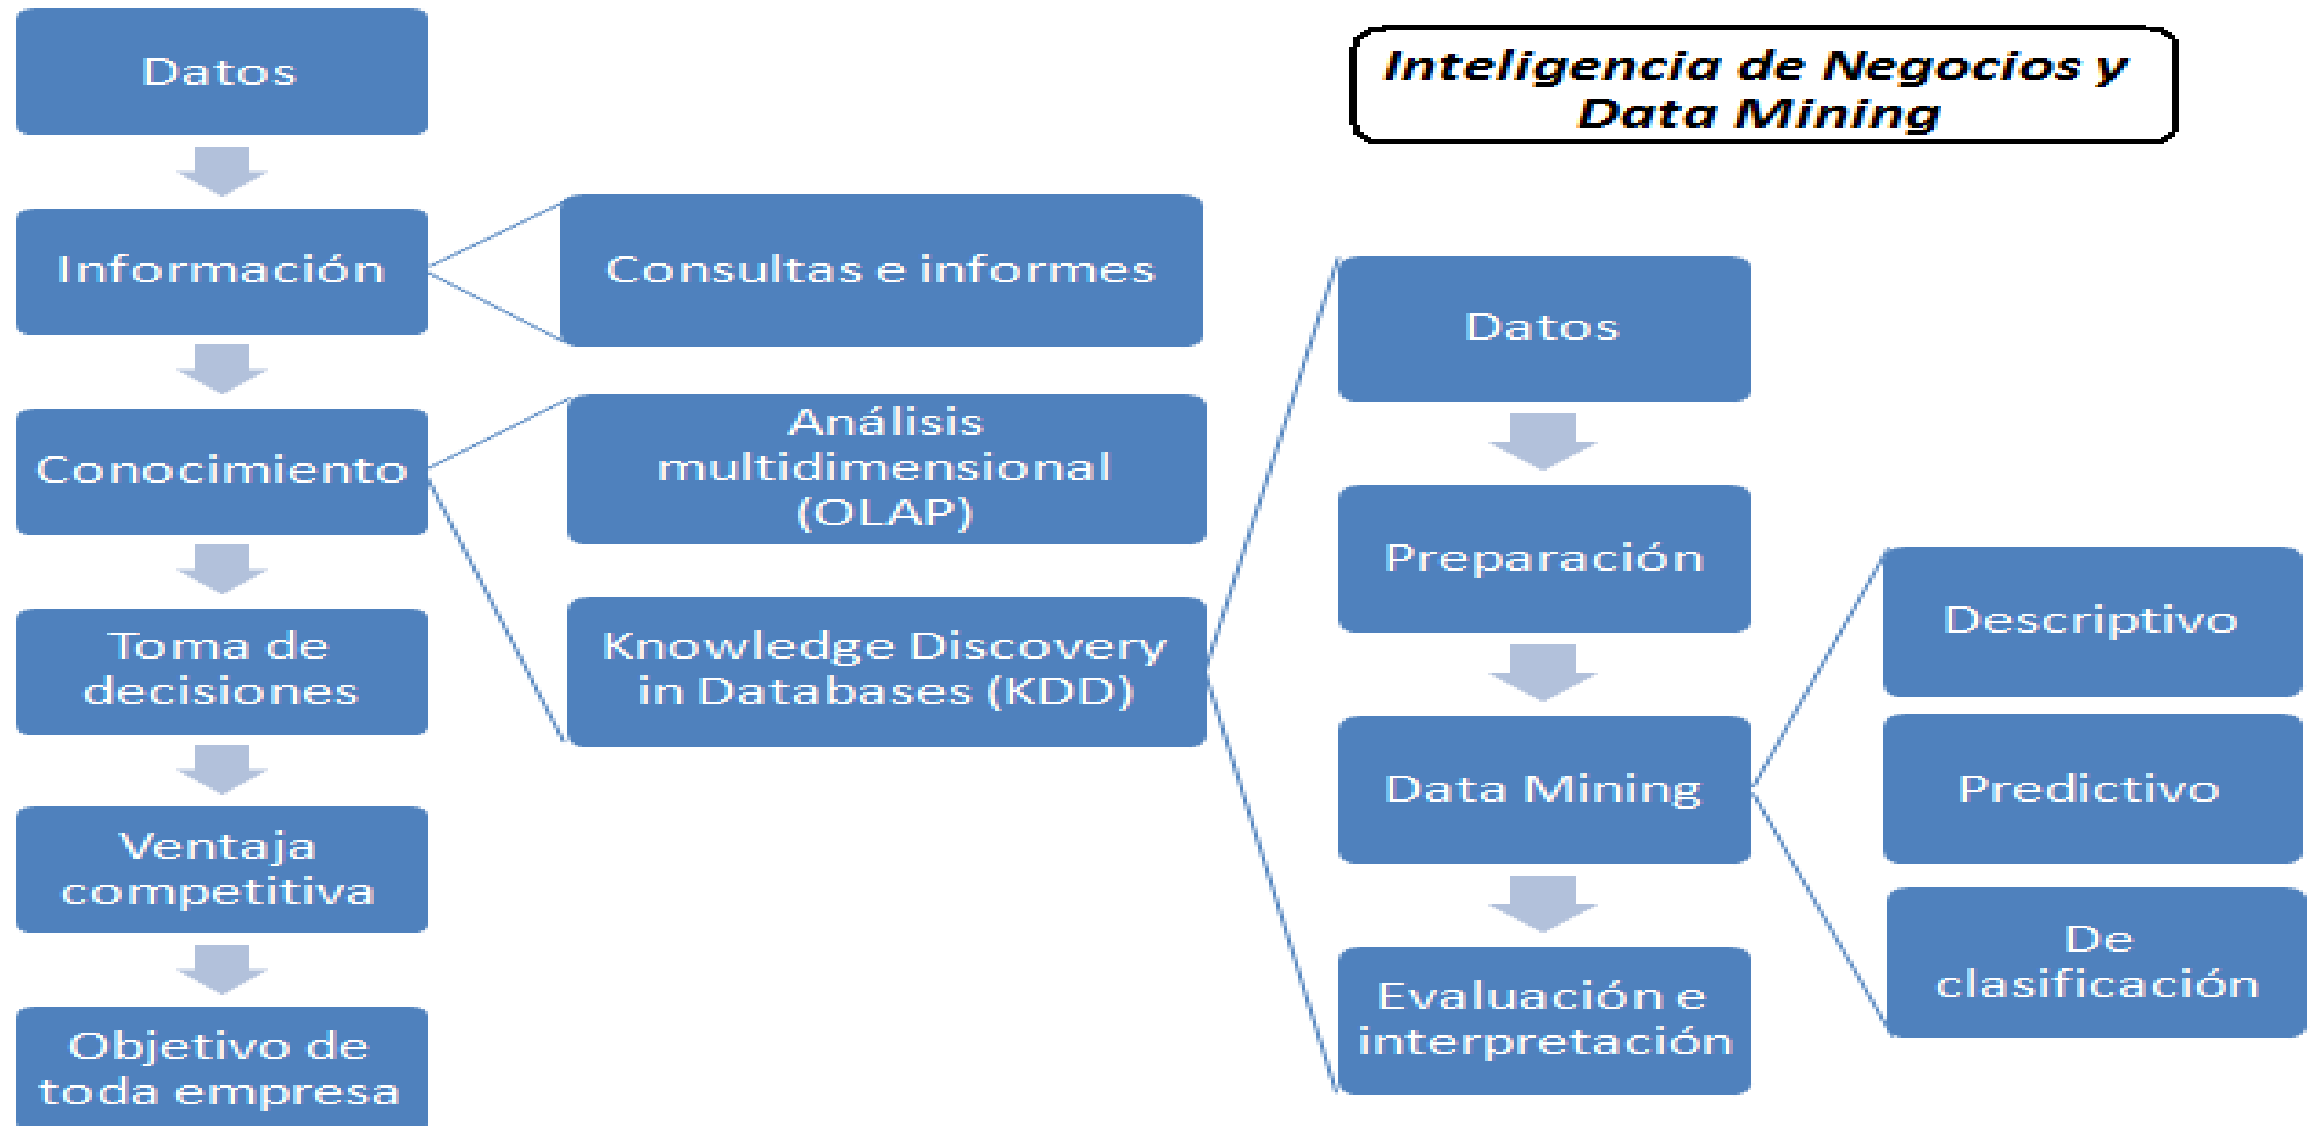 Datos
Inteligencia de Negocios y
Data Mining
Información
Consultas e informes
Conocimiento
Análisis
multidimensional
(OLAP)
Knowledge Discovery
in Databases (KDD)
Toma de
decisiones
Ventaja
competitiva
Objetivo de
toda empresa
Datos
Preparación
Data Mining
Evaluación e
interpretación
Descriptivo
Predictivo
De
clasificación